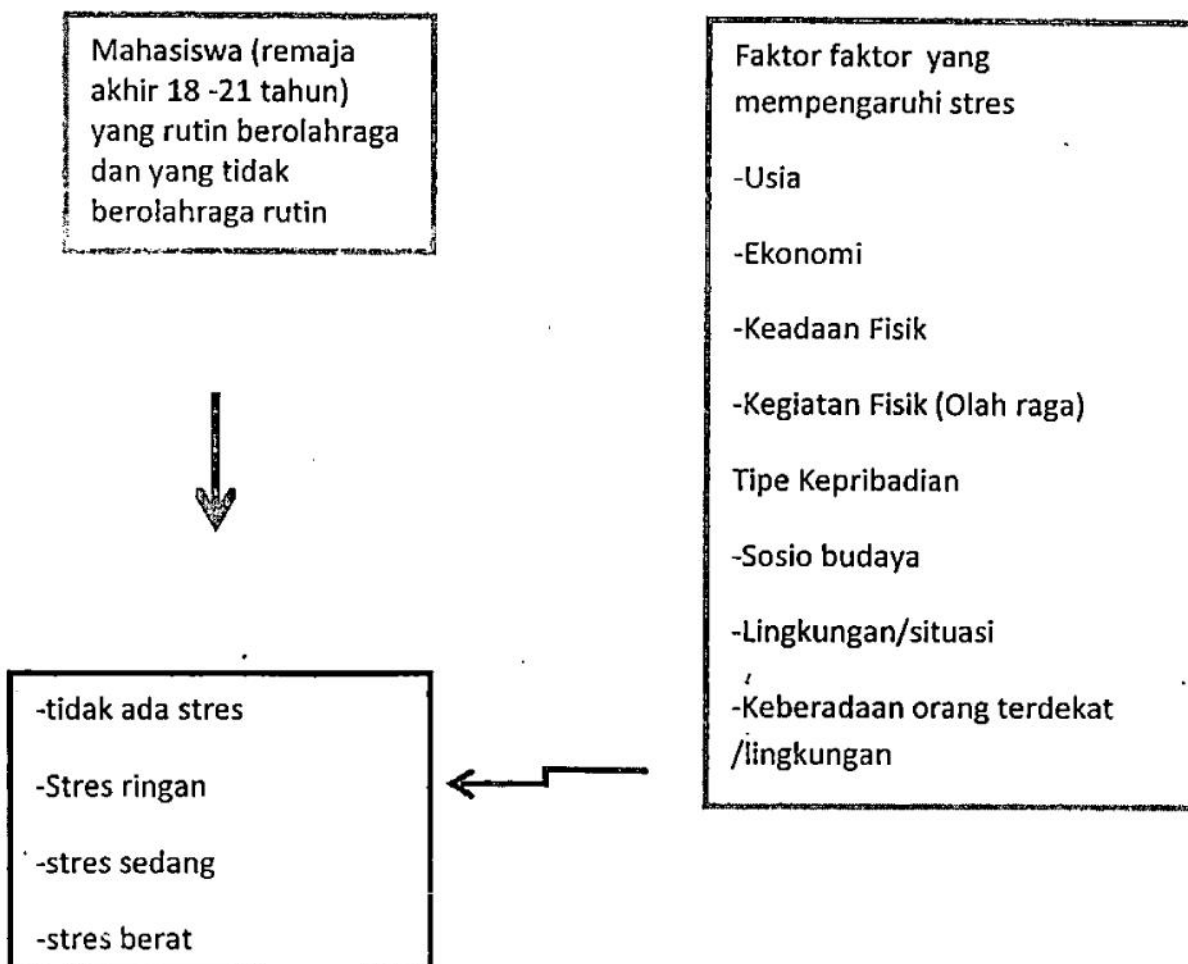 Mahasiswa (remaja
akhir 18 -21 tahun)
yang rutin berolahraga
dan yang tidak
berolahraga rutin
Faktor faktor yang
mempengaruhi stres
-Usia
-Ekonomi
-Keadaan Fisik
-Kegiatan Fisik (Olah raga)
Tipe Kepribadian
-Sosio budaya
-Lingkungan/situasi
-Keberadaan orang terdekat
/lingkungan
-tidak ada stres
-Stres ringan
-stres sedang
-stres berat